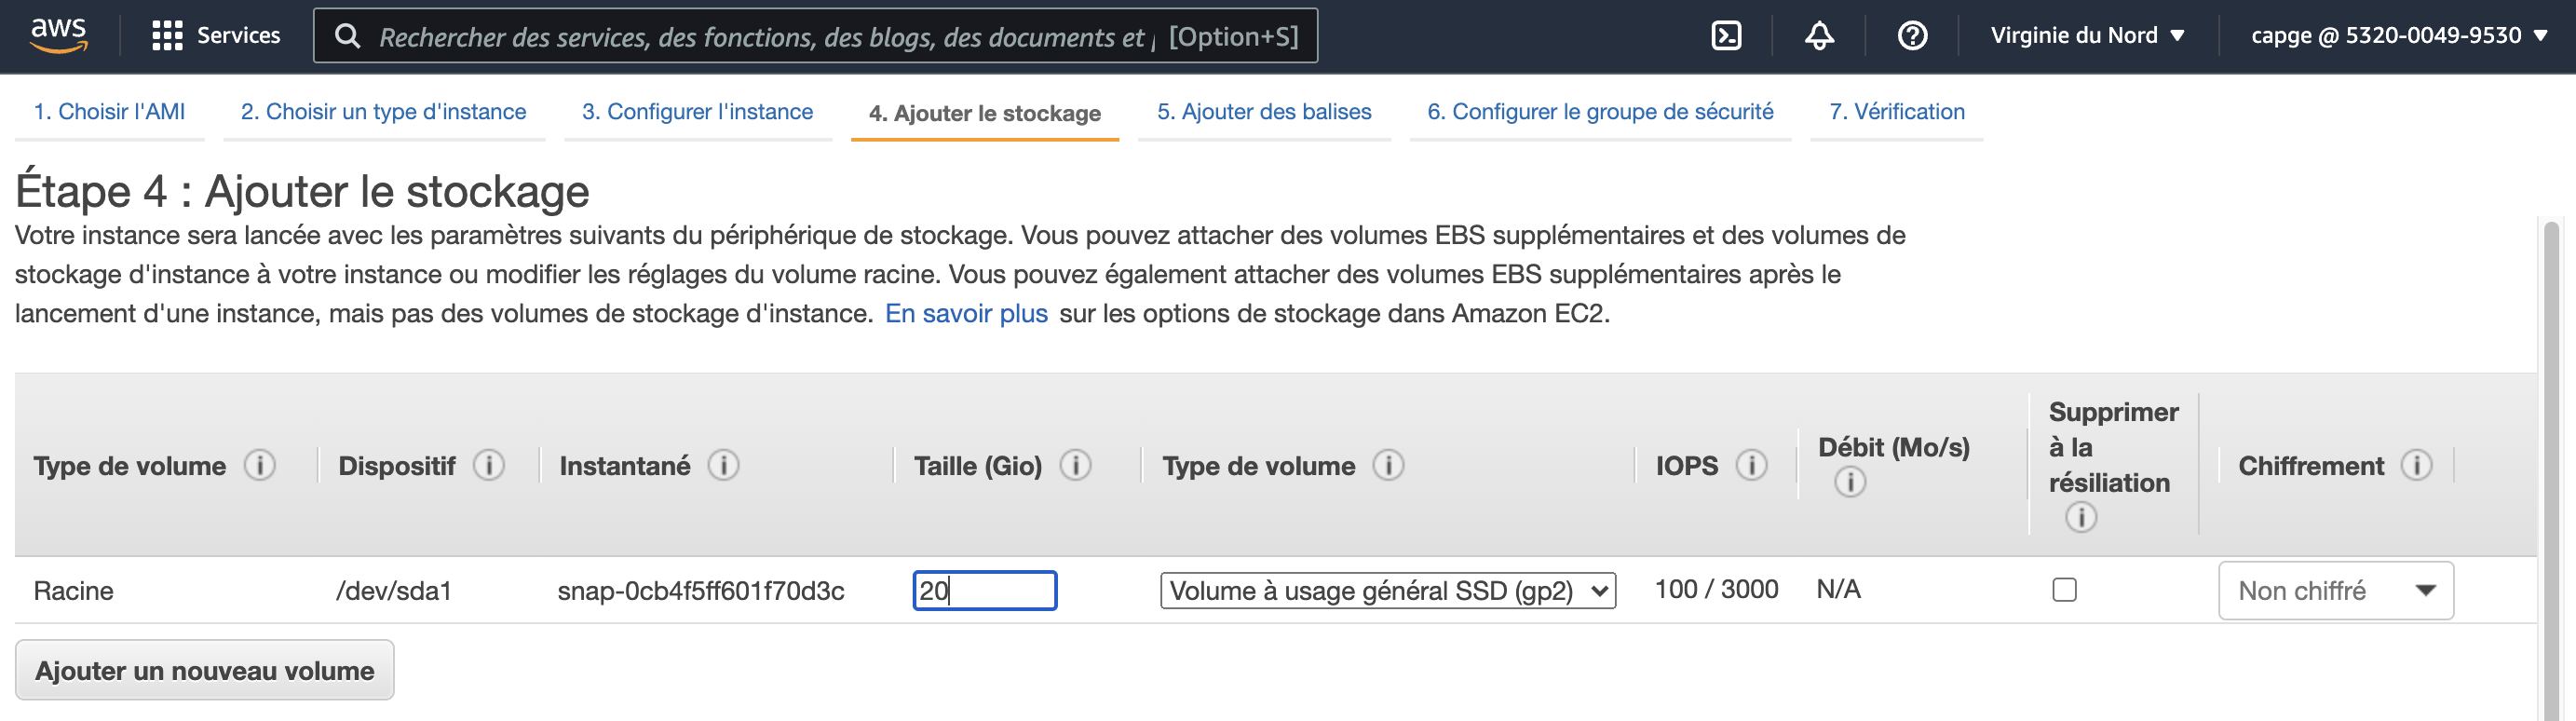 aws
Services
Rechercher des services, des fonctions, des blogs, des documents et
[Option+S]
Virginie du Nord
capge @ 5320-0049-9530
1. Choisir l'AMI
2. Choisir un type d'instance
3. Configurer l'instance
4. Ajouter le stockage
5. Ajouter des balises
6. Configurer le groupe de sécurité
7. Vérification
Étape 4 : Ajouter le stockage
Votre instance sera lancée avec les paramètres suivants du périphérique de stockage. Vous pouvez attacher des volumes EBS supplémentaires et des volumes de
stockage d'instance à votre instance ou modifier les réglages du volume racine. Vous pouvez également attacher des volumes EBS supplémentaires après le
lancement d'une instance, mais pas des volumes de stockage d'instance. En savoir plus sur les options de stockage dans Amazon EC2.
Type de volume
Dispositif
Instantané
Taille (Gio)
Type de volume
IOPS
Débit (Mo/s)
Supprimer
à la
résiliation
Chiffrement
Racine
/dev/sda1
snap-0cb4f5ff601f70d3c
20
Volume à usage général SSD (gp2)
100 / 3000
N/A
Non chiffré
Ajouter un nouveau volume